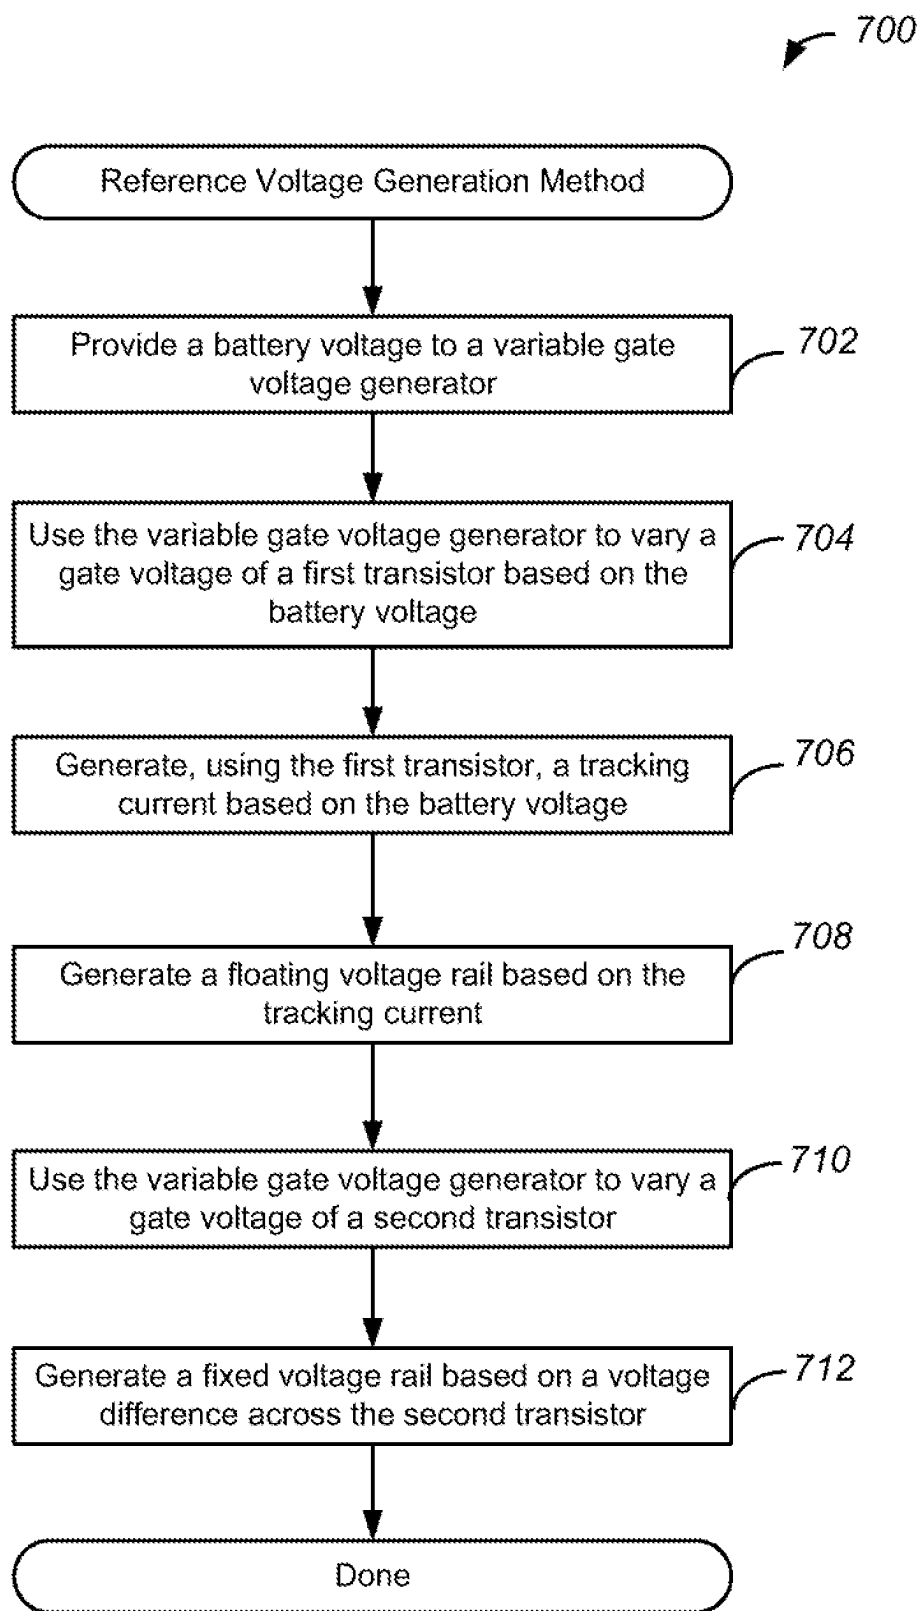 700
Reference Voltage Generation Method
Provide a battery voltage to a variable gate
voltage generator
702
Use the variable gate voltage generator to vary a
gate voltage of a first transistor based on the
battery voltage
704
Generate, using the first transistor, a tracking
current based on the battery voltage
706
Generate a floating voltage rail based on the
tracking current
708
Use the variable gate voltage generator to vary a
gate voltage of a second transistor
710
Generate a fixed voltage rail based on a voltage
difference across the second transistor
712
Done